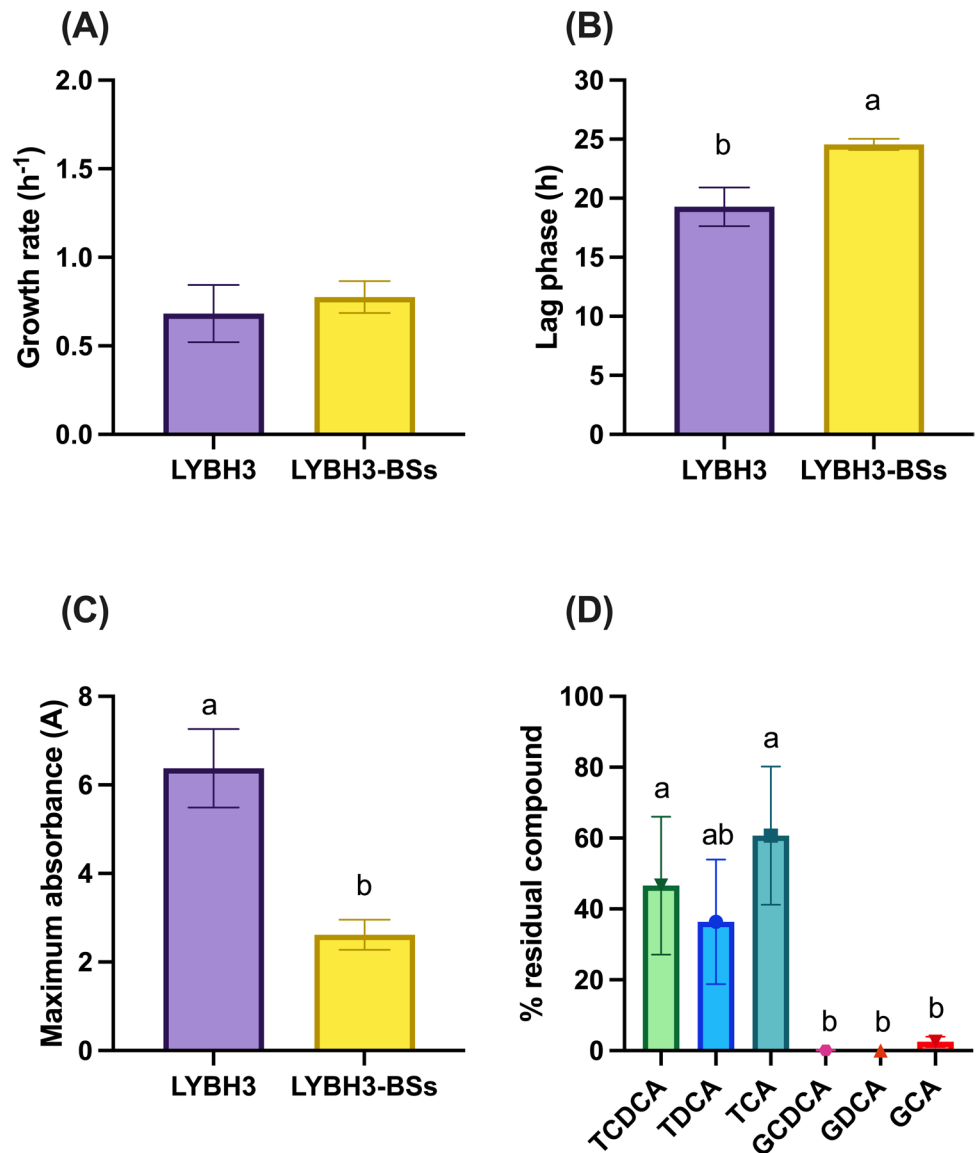 (A)
Growth rate (h-1)
2.0
1.5
1.0
0.5
0.0
LYBH3 LYBH3-BSs
(B)
Lag phase (h)
30
25
20
15
10
5
0
b
a
LYBH3 LYBH3-BSs
(C)
Maximum absorbance (A)
8
6
4
2
0
a
b
LYBH3 LYBH3-BSs
(D)
% residual compound
100
80
60
40
20
0
a
ab
a
b
b
b
TCDCA
TDCA
TCA
GCDCA
GDCA
GCA